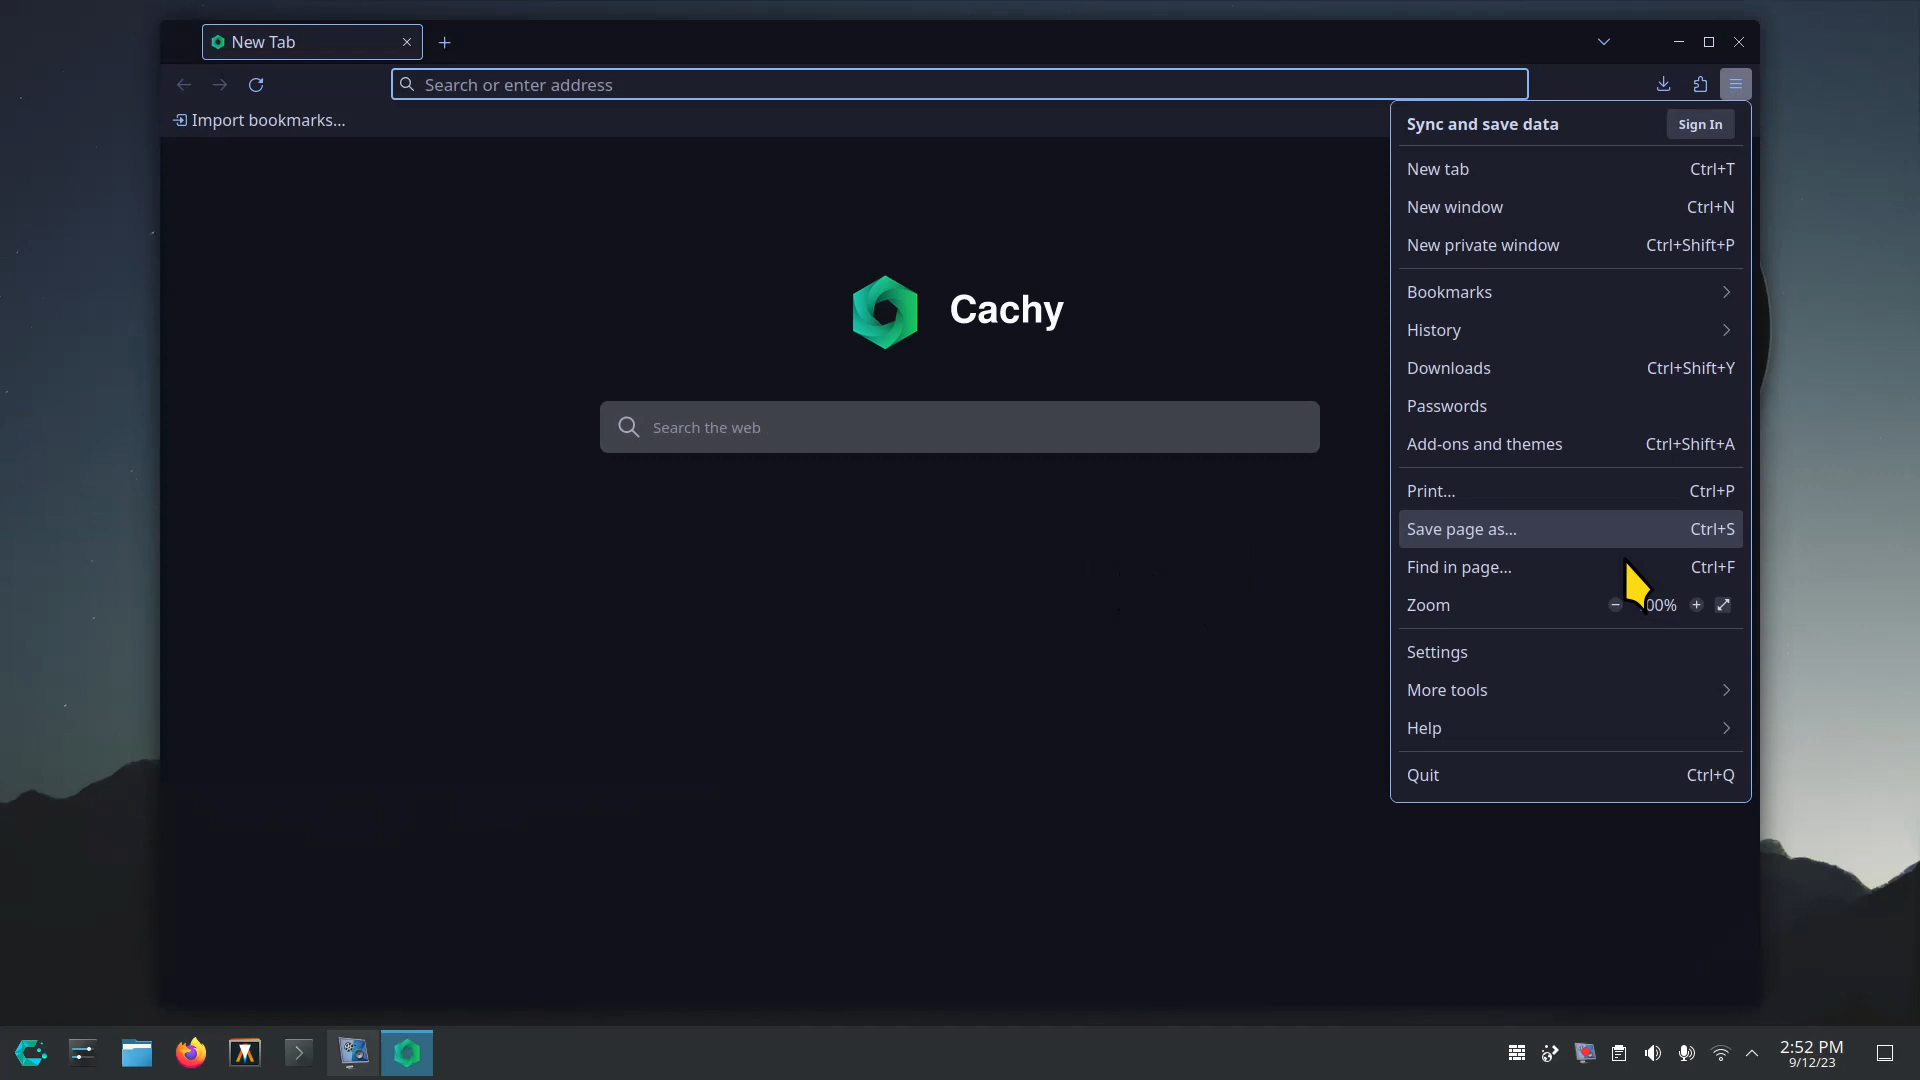 New Tab
Search or enter address
Import bookmarks...
Sync and save data Sign In
New tab Ctrl+T
New window Ctrl+N
New private window Ctrl+Shift+P
Bookmarks
History
Downloads Ctrl+Shift+Y
Passwords
Add-ons and themes Ctrl+Shift+A
Print... Ctrl+P
Save page as... Ctrl+S
Find in page... Ctrl+F
Zoom 00%
Settings
More tools
Help
Quit Ctrl+Q
Cachy
Search the web
2:52 PM
9/12/23